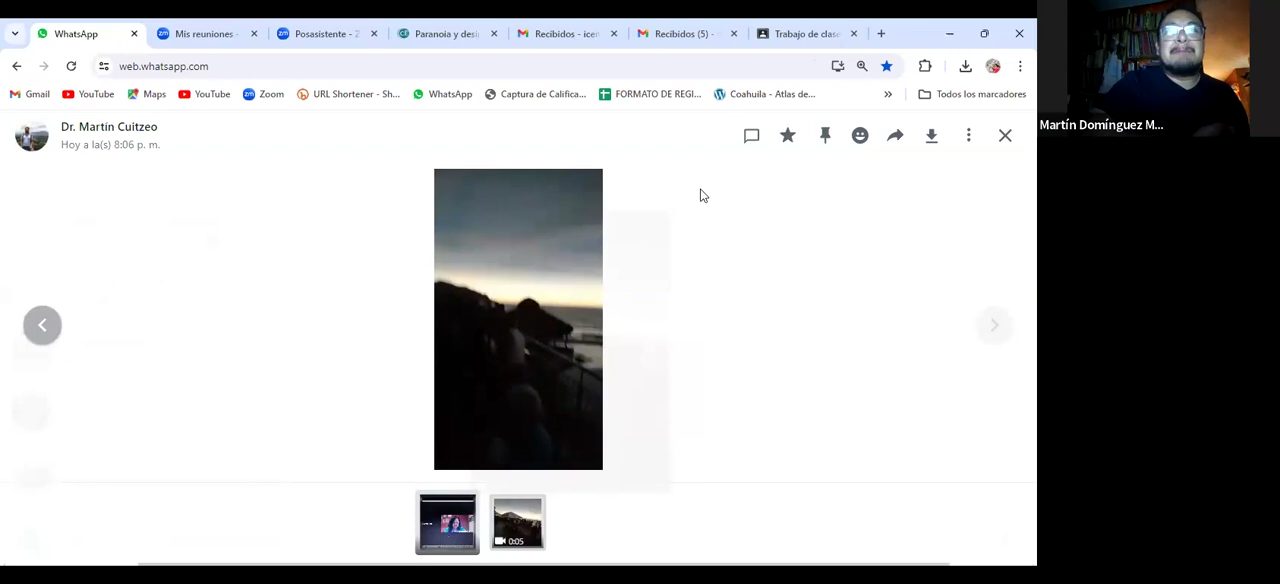 WhatsApp
Mis reuniones -
Posasistente - Z
Paranoia y desi
Recibidos - icen
Recibidos (5) -
Trabajo de clase
web.whatsapp.com
Gmail
YouTube
Maps
YouTube
Zoom
URL Shortener - Sh...
WhatsApp
Captura de Califica...
FORMATO DE REGI...
Coahuila - Atlas de...
Todos los marcadores
Dr. Martín Cuitzeo
Hoy a la(s) 8:06 p. m.
Martín Domínguez M...
0:05